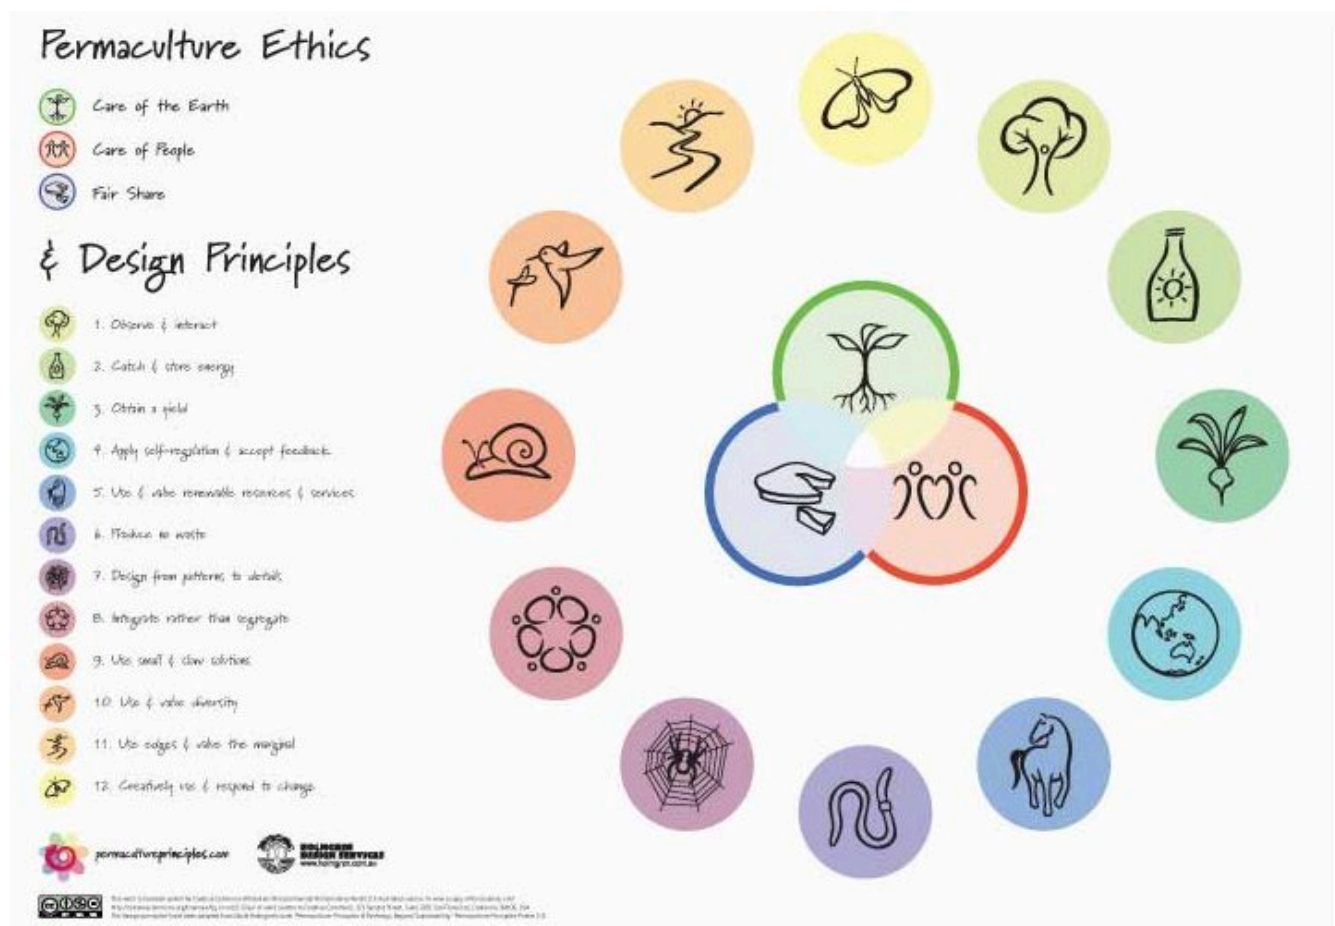 Permaculture Ethics
Care of the Earth
Care of People
Fair Share
& Design Principles
1. Observe & interact
2. Catch & store energy
3. Obtain a yield
4. Apply self-regulation & accept feedback
5. Use & value renewable resources & services
6. Produce no waste
7. Design from patterns to details
8. Integrate rather than segregate
9. Use small & slow solutions
10. Use & value diversity
11. Use edges & value the marginal
12. Creatively use & respond to change
permacultureprinciples.com
HOLMGREN
DESIGN SERVICES
www.holmgren.com.au